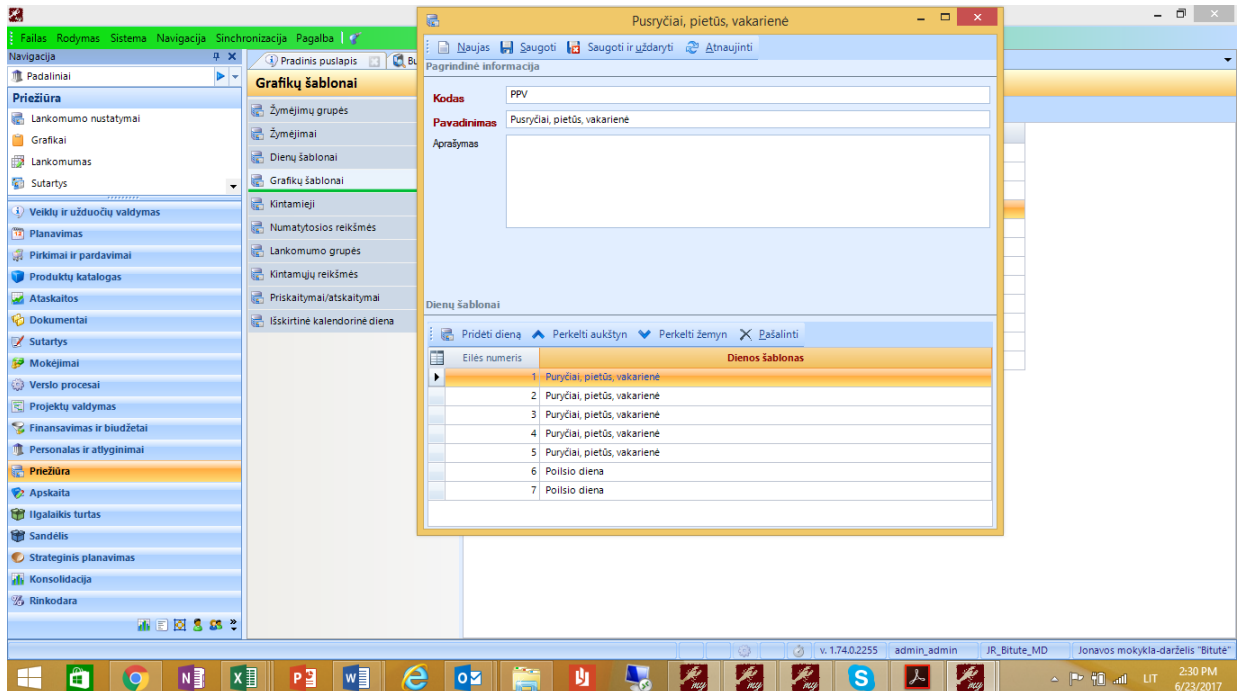 Failas Rodymas Sistema Navigacija Sinchronizacija Pagalba
Navigacija
Padaliniai
Priežiūra
Lankomumo nustatymai
Grafikai
Lankomumas
Sutartys
Veiklų ir užduočių valdymas
Planavimas
Pirkimai ir pardavimai
Produktų katalogas
Ataskaitos
Dokumentai
Sutartys
Mokėjimai
Verslo procesai
Projektų valdymas
Finansavimas ir biudžetai
Personalas ir atlyginimai
Priežiūra
Apskaita
Ilgalaikis turtas
Sandėlis
Strateginis planavimas
Konsolidacija
Rinkodara
Pradinis puslapis
Bu
Grafikų šablonai
Žymėjimų grupės
Žymėjimai
Dienų šablonai
Grafikų šablonai
Kintamieji
Numatytosios reikšmės
Lankomumo grupės
Kintamųjų reikšmės
Priskaitymai/atskaitymai
Išskirtinė kalendorinė diena
Pusryčiai, pietūs, vakarienė
Naujas Saugoti Saugoti ir uždaryti Atnaujinti
Pagrindinė informacija
Kodas PPV
Pavadinimas Pusryčiai, pietūs, vakarienė
Aprašymas
Dienų šablonai
Pridėti dieną Perkelti aukštyn Perkelti žemyn Pašalinti
Eilės numeris Dienos šablonas
1 Puryčiai, pietūs, vakarienė
2 Puryčiai, pietūs, vakarienė
3 Puryčiai, pietūs, vakarienė
4 Puryčiai, pietūs, vakarienė
5 Puryčiai, pietūs, vakarienė
6 Poilsio diena
7 Poilsio diena
v. 1.74.0.2255 admin_admin JR_Bitute_MD Jonavos mokykla-darželis "Bitutė"
LIT
2:30 PM
6/23/2017